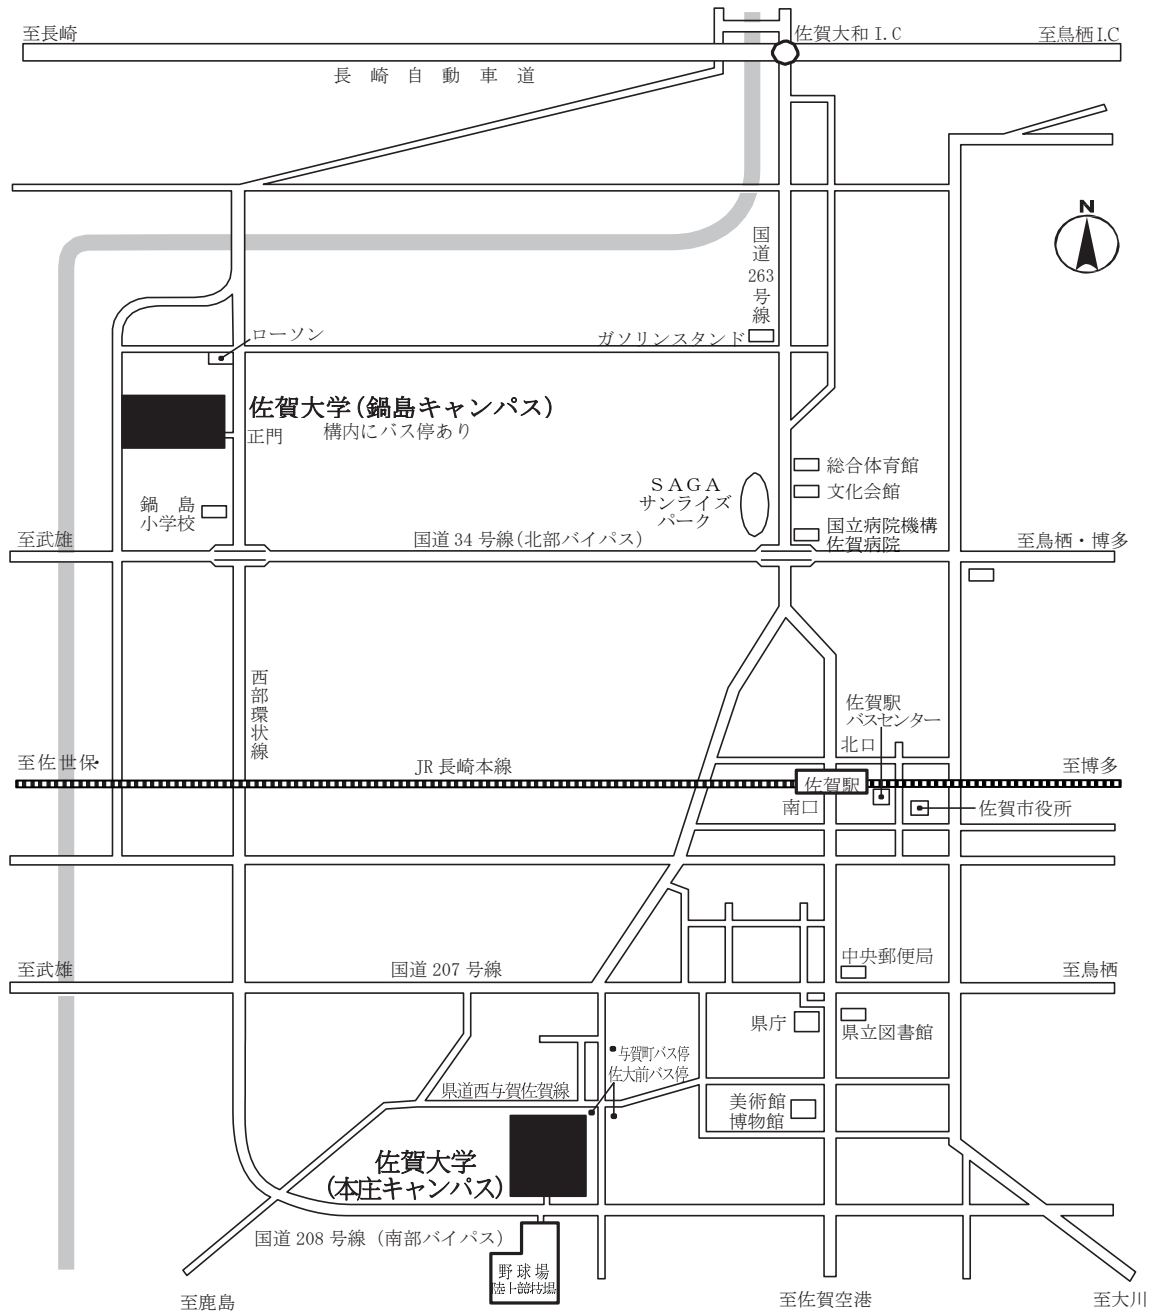 至長崎
佐賀大和 I.C
至鳥栖I.C
長崎自動車道
N
国道263号線
ローソン
ガソリンスタンド
佐賀大学(鍋島キャンパス)
正門
構内にバス停あり
総合体育館
SAGA
サンライズ
パーク
文化会館
鍋島
小学校
国立病院機構
佐賀病院
至武雄
国道 34 号線(北部バイパス)
至鳥栖・博多
西部環状線
佐賀駅
バスセンター
北口
至佐世保
JR 長崎本線
至博多
佐賀駅
南口
佐賀市役所
中央郵便局
至武雄
国道 207 号線
至鳥栖
県庁
県立図書館
与賀町バス停
佐大前バス停
県道西与賀佐賀線
美術館
博物館
佐賀大学
(本庄キャンパス)
国道 208 号線 (南部バイパス)
野球場
陸上競技場
至鹿島
至佐賀空港
至大川